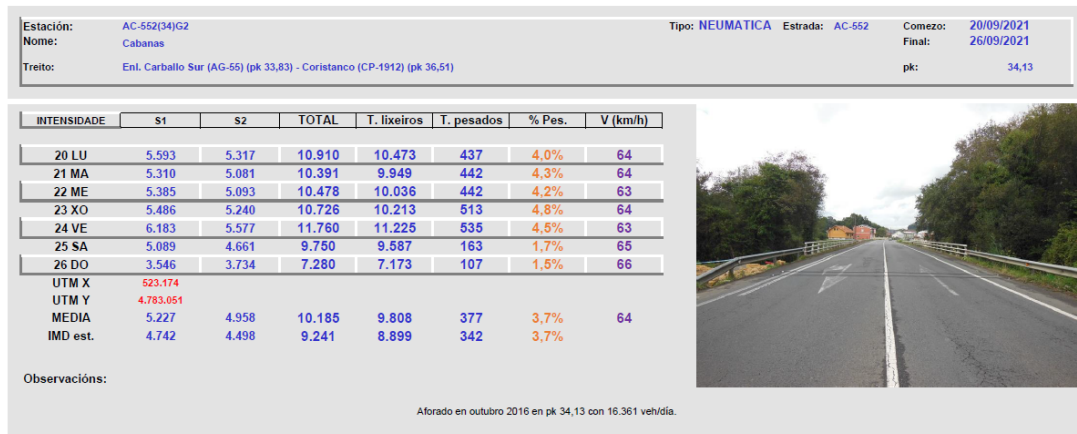 Estación: AC-552(34)G2 Tipo: NEUMATICA Estrada: AC-552 Comezo: 20/09/2021
Nome: Cabanas Final: 26/09/2021
Treito: Enl. Carballo Sur (AG-55) (pk 33,83) - Coristanco (CP-1912) (pk 36,51) pk: 34,13
INTENSIDADE S1 S2 TOTAL T. lixeiros T. pesados % Pes. V (km/h)
20 LU 5.593 5.317 10.910 10.473 437 4,0% 64
21 MA 5.310 5.081 10.391 9.949 442 4,3% 64
22 ME 5.385 5.093 10.478 10.036 442 4,2% 63
23 XO 5.486 5.240 10.726 10.213 513 4,8% 64
24 VE 6.183 5.577 11.760 11.225 535 4,5% 63
25 SA 5.089 4.661 9.750 9.587 163 1,7% 65
26 DO 3.546 3.734 7.280 7.173 107 1,5% 66
UTM X 523.174
UTM Y 4.783.051
MEDIA 5.227 4.958 10.185 9.808 377 3,7% 64
IMD est. 4.742 4.498 9.241 8.899 342 3,7%
Observacións:
Aforado en outubro 2016 en pk 34,13 con 16.361 veh/día.